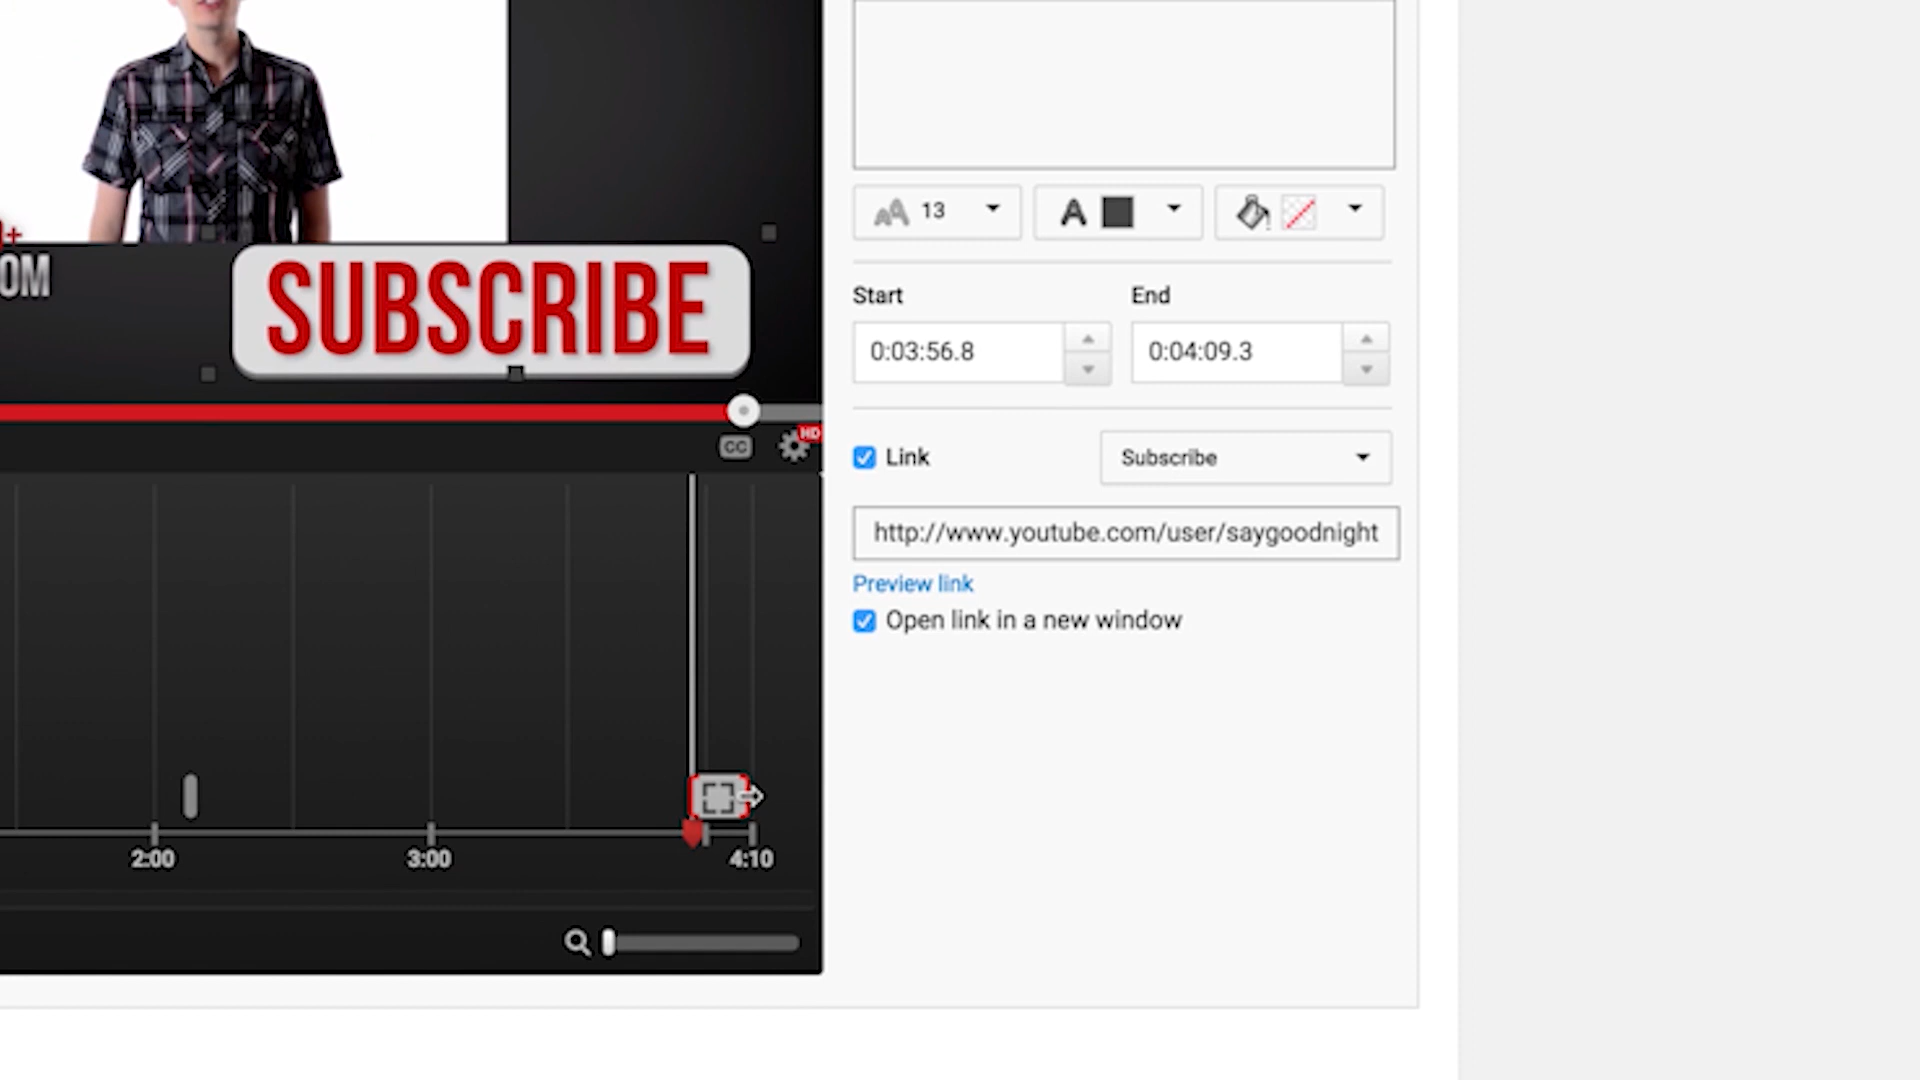 13
A
OM
SUBSCRIBE
Start
End
0:03:56.8
0:04:09.3
CC
HD
Link
Subscribe
http://www.youtube.com/user/saygoodnight
Preview link
Open link in a new window
2:00
3:00
4:10